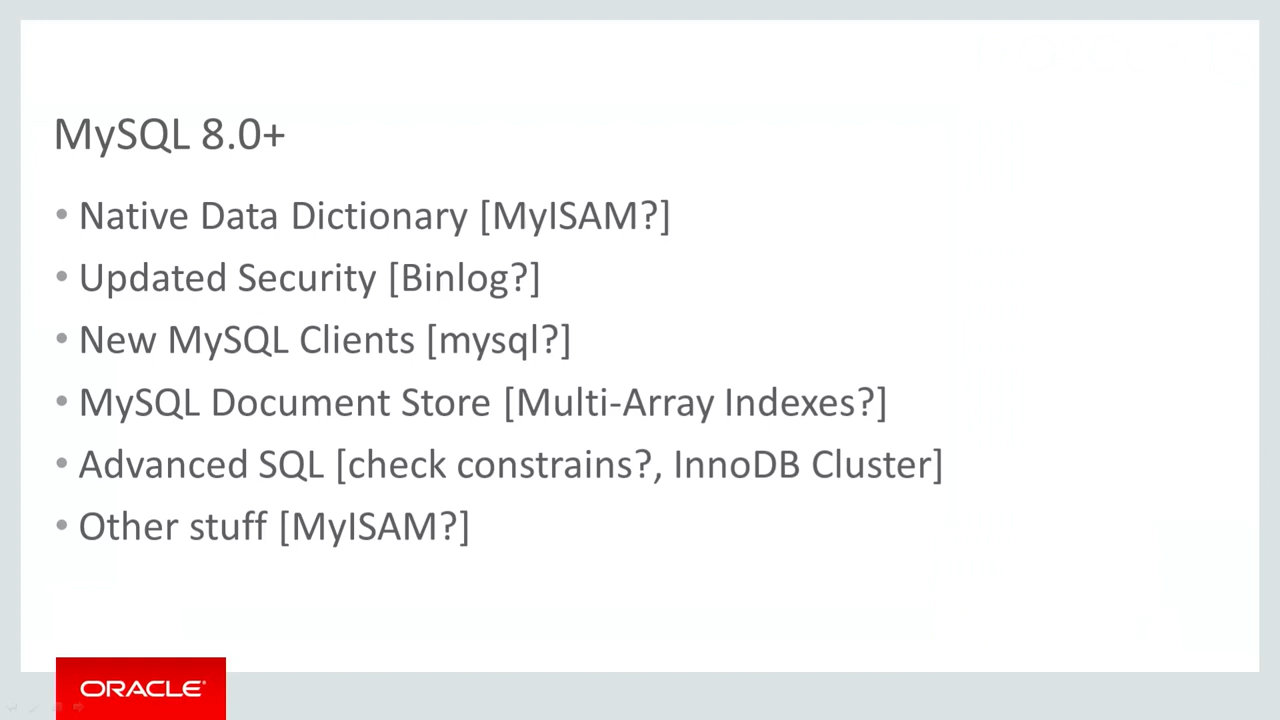 MySQL 8.0+
• Native Data Dictionary [MyISAM?]
• Updated Security [Binlog?]
• New MySQL Clients [mysql?]
• MySQL Document Store [Multi-Array Indexes?]
• Advanced SQL [check constrains?, InnoDB Cluster]
• Other stuff [MyISAM?]
ORACLE®